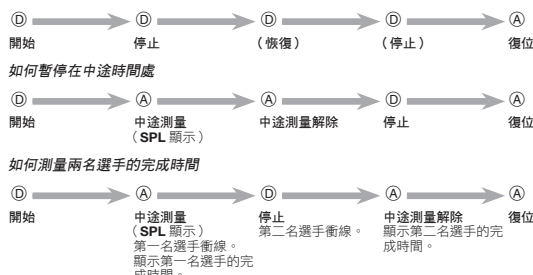 Ⓓ Ⓓ Ⓓ Ⓓ Ⓐ
開始 停止 （恢復） （停止） 復位
如何暫停在中途時間處
Ⓓ Ⓐ Ⓐ Ⓓ Ⓐ
開始 中途測量 中途測量解除 停止 復位
（SPL 顯示）
如何測量兩名選手的完成時間
Ⓓ Ⓐ Ⓓ Ⓐ Ⓐ
開始 中途測量 停止 中途測量解除 復位
（SPL 顯示） 第二名選手衝線。 顯示第二名選手的完
第一名選手衝線。 成時間。
顯示第一名選手的完
成時間。